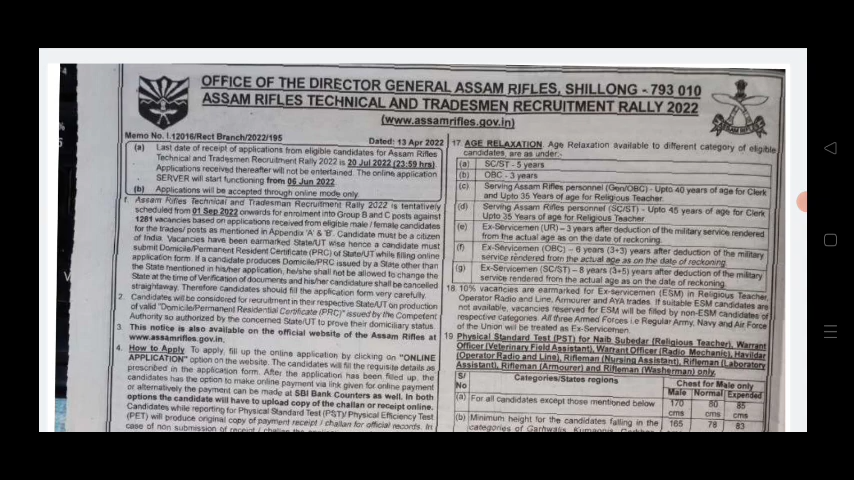 OFFICE OF THE DIRECTOR GENERAL ASSAM RIFLES, SHILLONG - 793 010
ASSAM RIFLES TECHNICAL AND TRADESMEN RECRUITMENT RALLY 2022
(www.assamrifles.gov.in)
Memo No. I.12016/Rect Branch/2022/195
Dated: 13 Apr 2022
(a) Last date of receipt of applications from eligible candidates for Assam Rifles
Technical and Tradesmen Recruitment Rally 2022 is 20 Jul 2022 (23:59 hrs)
Applications received thereafter will not be entertained. The online application
SERVER will start functioning from 06 Jun 2022
(b) Applications will be accepted through online mode only.
1. Assam Rifles Technical and Tradesman Recruitment Rally 2022 is tentatively
scheduled from 01 Sep 2022 onwards for enrolment into Group B and C posts against
1281 vacancies based on applications received from eligible male / female candidates
for the trades/ posts as mentioned in Appendix 'A' & 'B'. Candidate must be a citizen
of India. Vacancies have been earmarked State/UT wise hence a candidate must
submit Domicile/Permanent Resident Certificate (PRC) of State/UT while filling online
application form. If a candidate produces Domicile/PRC issued by a State other than
the State mentioned in his/her application, he/she shall not be allowed to change the
State at the time of Verification of documents and his/her candidature shall be cancelled
straightaway. Therefore candidates should fill the application form very carefully.
2. Candidates will be considered for recruitment in their respective State/UT on production
of valid "Domicile/Permanent Residential Certificate (PRC)" issued by the Competent
Authority so authorised by the concerned State/UT to prove their domiciliary status.
3. This notice is also available on the official website of the Assam Rifles at
www.assamrifles.gov.in.
4. How to Apply To apply, fill up the online application by clicking on "ONLINE
APPLICATION" option on the website. The candidates will fill the requisite details as
prescribed in the application form. After the application has been filled up, the
candidates has the option to make online payment via link given for online payment
or alternatively the payment can be made at SBI Bank Counters as well. In both
options the candidate will have to upload copy of the challan or receipt online.
Candidates while reporting for Physical Standard Test (PST)/ Physical Efficiency Test
(PET) will produce original copy of payment receipt / challan for official records. In
case of non submission of receipt / challan
17. AGE RELAXATION. Age Relaxation available to different category of eligible
candidates, are as under:-
(a) SC/ST - 5 years
(b) OBC - 3 years
(c) Serving Assam Rifles personnel (Gen/OBC) - Upto 40 years of age for Clerk
and Upto 35 Years of age for Religious Teacher.
(d) Serving Assam Rifles personnel (SC/ST) - Upto 45 years of age for Clerk
Upto 35 Years of age for Religious Teacher
(e) Ex-Servicemen (UR) – 3 years after deduction of the military service rendered
from the actual age as on the date of reckoning.
(f) Ex-Servicemen (OBC) – 6 years (3+3) years after deduction of the military
service rendered from the actual age as on the date of reckoning.
(g) Ex-Servicemen (SC/ST) – 8 years (3+5) years after deduction of the military
service rendered from the actual age as on the date of reckoning.
18. 10% vacancies are earmarked for Ex-servicemen (ESM) in Religious Teacher,
Operator Radio and Line, Armourer and AYA trades. If suitable ESM candidates are
not available, vacancies reserved for ESM will be filled by non-ESM candidates of
respective categories. All three Armed Forces i.e Regular Army, Navy and Air Force
of the Union will be treated as Ex-Servicemen.
19. Physical Standard Test (PST) for Naib Subedar (Religious Teacher), Warrant
Officer (Veterinary Field Assistant), Warrant Officer (Radio Mechanic), Havildar
(Operator Radio and Line), Rifleman (Nursing Assistant), Rifleman (Laboratory
Assistant), Rifleman (Armourer) and Rifleman (Washerman) only.
S/ No Categories/States regions Chest for Male only
Male Normal Expended
(a) For all candidates except those mentioned below 170 cms 80 cms 85 cms
(b) Minimum height for the candidates falling in the 165 78 83
categories of Garhwalis, Kumaonis,